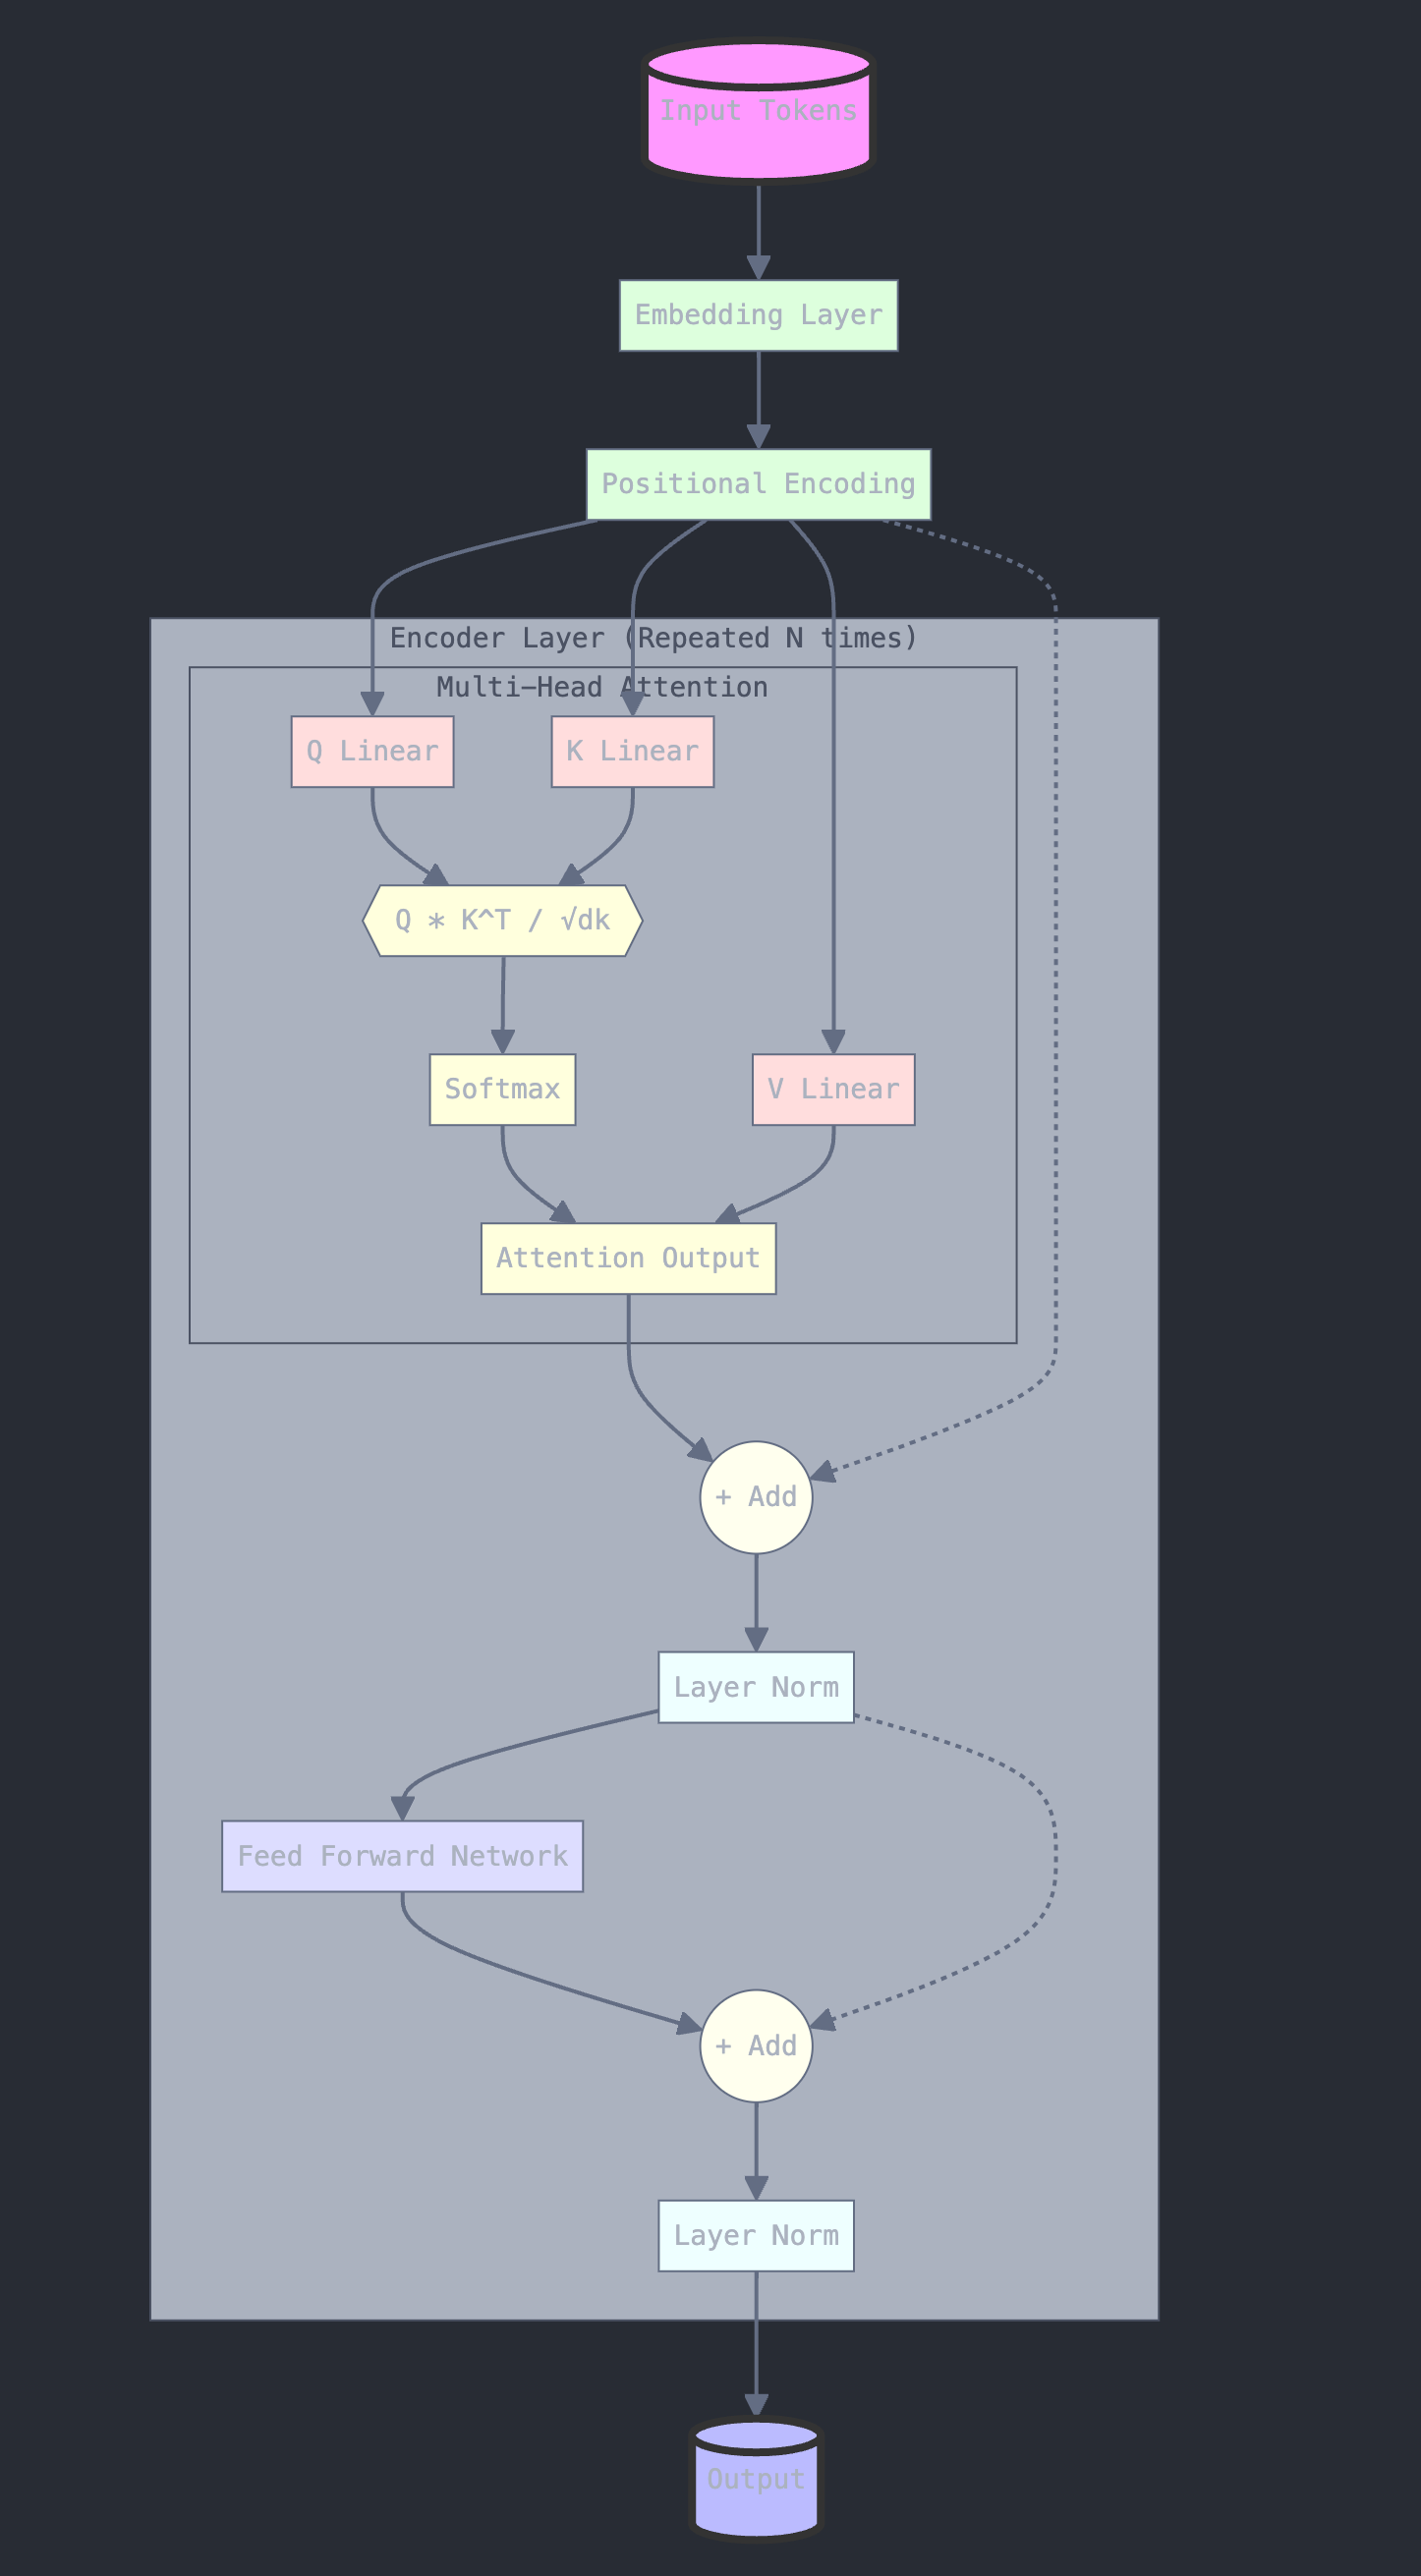 Input Tokens
Embedding Layer
Positional Encoding
Encoder Layer (Repeated N times)
Multi-Head Attention
Q Linear
K Linear
Q * K^T / √dk
Softmax
V Linear
Attention Output
+ Add
Layer Norm
Feed Forward Network
+ Add
Layer Norm
Output